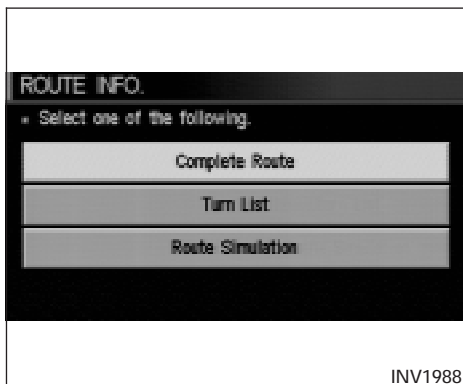 ROUTE INFO.
Select one of the following.
Complete Route
Turn List
Route Simulation
INV1988